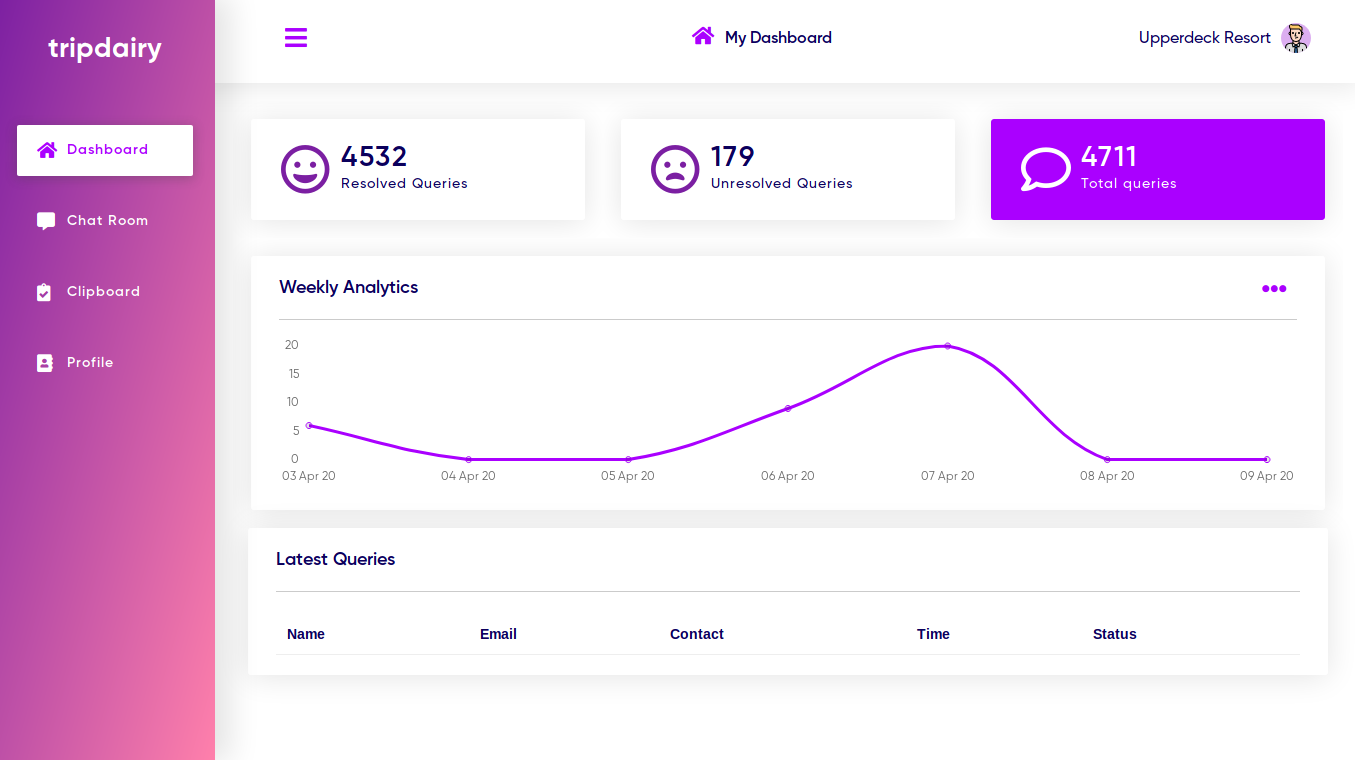 tripdairy
My Dashboard
Upperdeck Resort
Dashboard
Chat Room
Clipboard
Profile
4532
Resolved Queries
179
Unresolved Queries
4711
Total queries
Weekly Analytics
20
15
10
5
0
03 Apr 20
04 Apr 20
05 Apr 20
06 Apr 20
07 Apr 20
08 Apr 20
09 Apr 20
Latest Queries
Name
Email
Contact
Time
Status